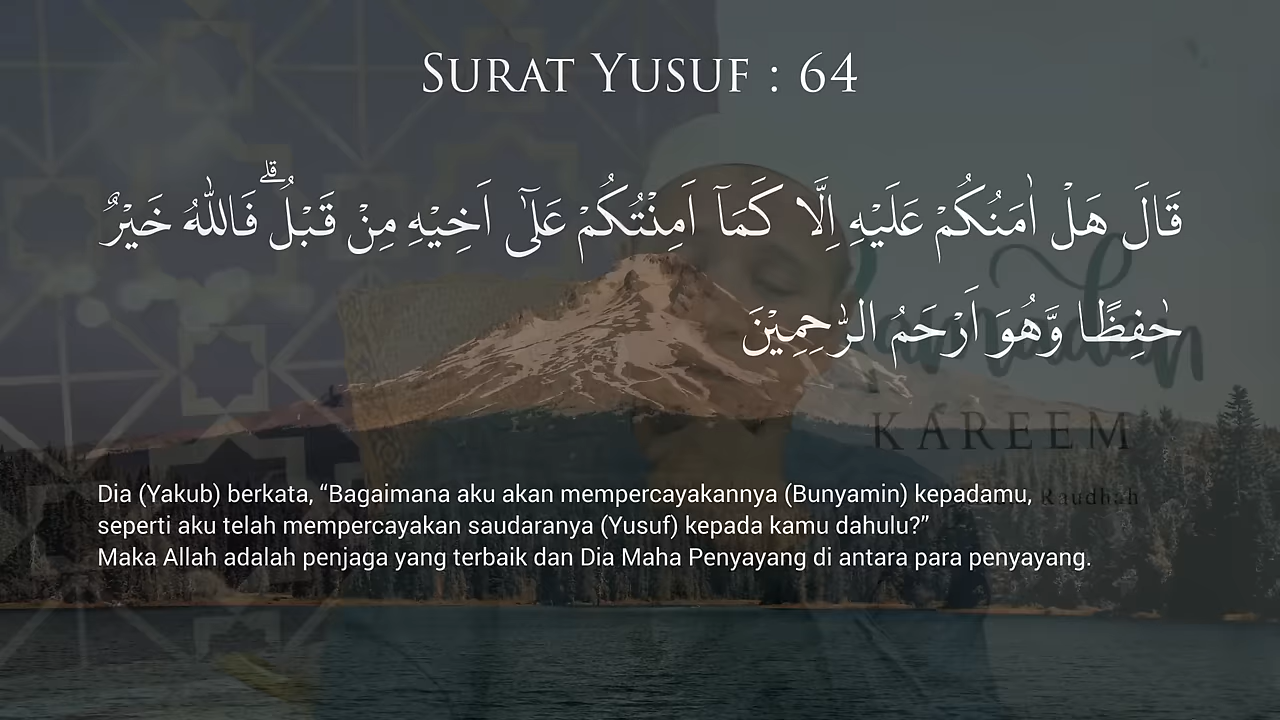 SURAT YUSUF : 64
قَالَ هَلْ اٰمَنُكُمْ عَلَيْهِ اِلَّا كَمَآ اَمِنْتُكُمْ عَلٰٓى اَخِيْهِ مِنْ قَبْلُۗ فَاللّٰهُ خَيْرٌ
حٰفِظًا وَّهُوَ اَرْحَمُ الرّٰحِمِيْنَ
Ramadan
KAREEM
Raudhah
Dia (Yakub) berkata, “Bagaimana aku akan mempercayakannya (Bunyamin) kepadamu,
seperti aku telah mempercayakan saudaranya (Yusuf) kepada kamu dahulu?”
Maka Allah adalah penjaga yang terbaik dan Dia Maha Penyayang di antara para penyayang.